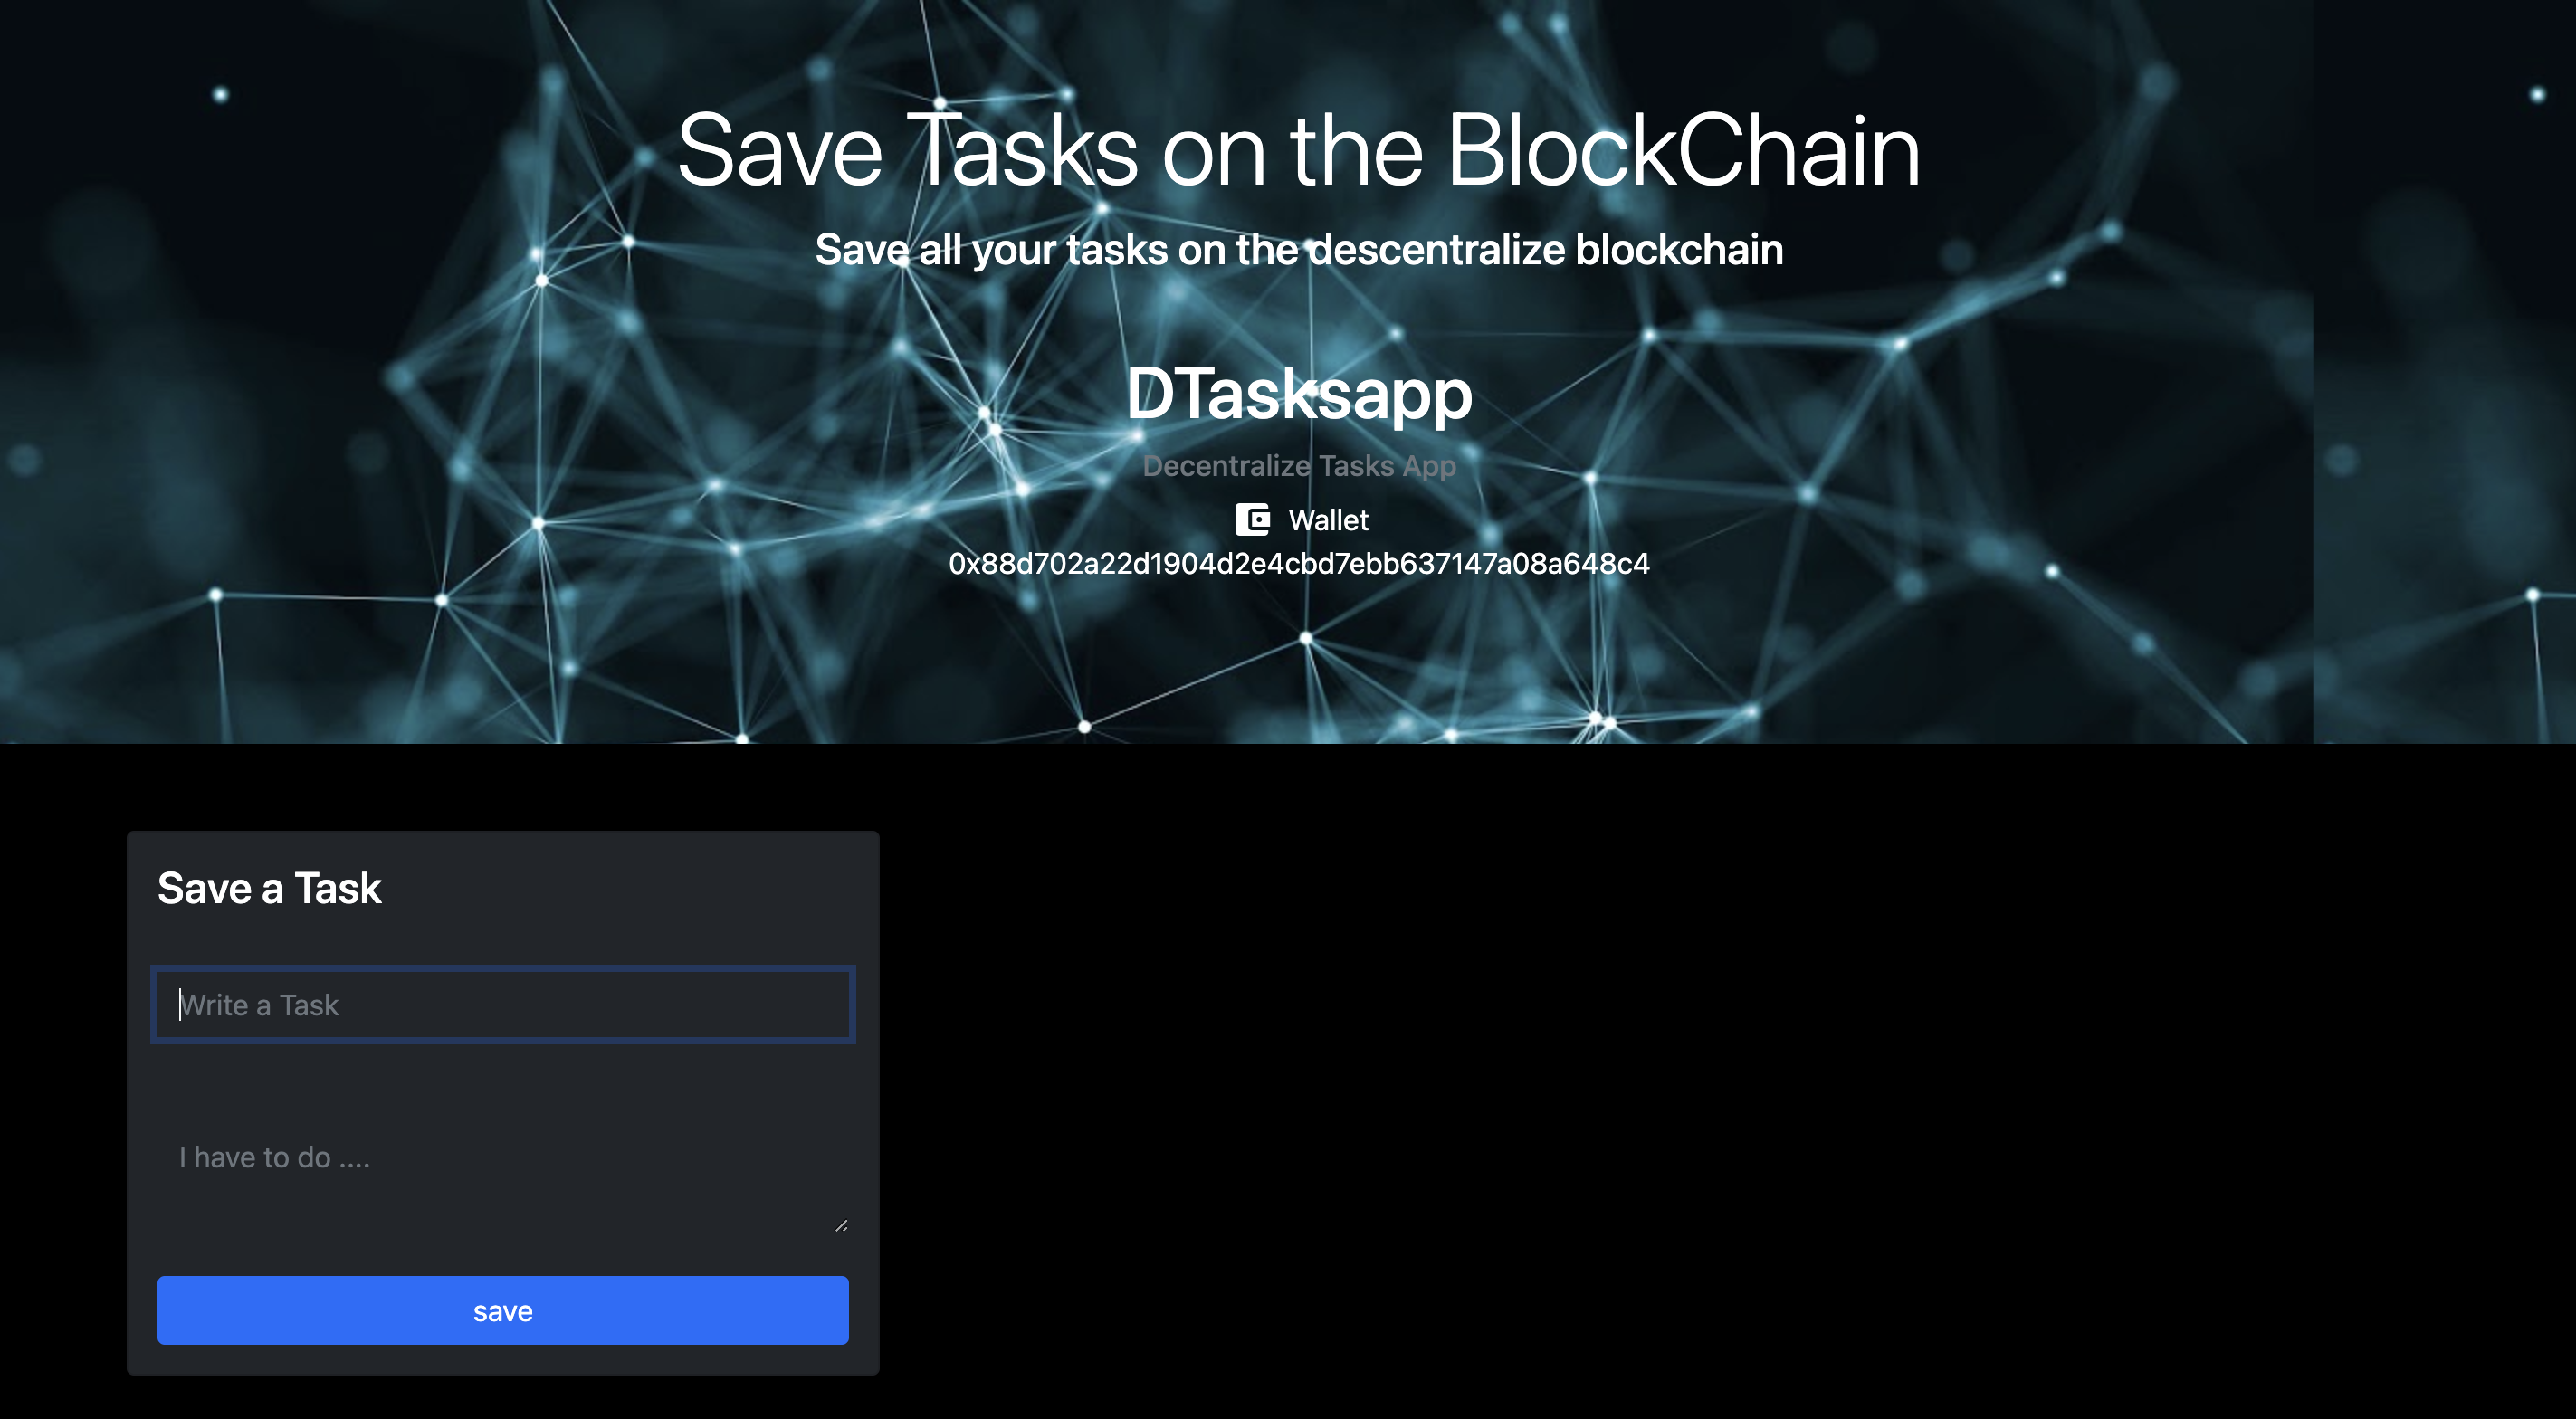 Save Tasks on the BlockChain
Save all your tasks on the descentralize blockchain
DTasksapp
Decentralize Tasks App
Wallet
0x88d702a22d1904d2e4cbd7ebb637147a08a648c4
Save a Task
Write a Task
I have to do ....
save